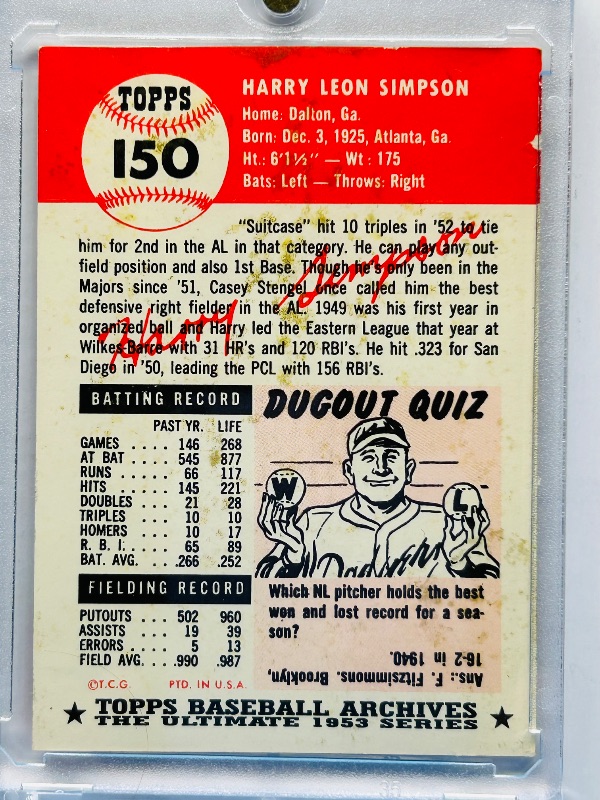 TOPPS
150
HARRY LEON SIMPSON
Home: Dalton, Ga.
Born: Dec. 3, 1925, Atlanta, Ga.
Ht.: 6'1½" — Wt: 175
Bats: Left — Throws: Right
"Suitcase" hit 10 triples in '52 to tie
him for 2nd in the AL in that category. He can play any out-
field position and also 1st Base. Though he's only been in the
Majors since '51, Casey Stengel once called him the best
defensive right fielder in the AL. 1949 was his first year in
organized ball and Harry led the Eastern League that year at
Wilkes-Barre with 31 HR's and 120 RBI's. He hit .323 for San
Diego in '50, leading the PCL with 156 RBI's.
Harry Simpson
BATTING RECORD
PAST YR. LIFE
GAMES .... 146 268
AT BAT .... 545 877
RUNS .... 66 117
HITS .... 145 221
DOUBLES .. 21 28
TRIPLES ... 10 10
HOMERS ... 10 17
R. B. I. .... 65 89
BAT. AVG. .. .266 .252
FIELDING RECORD
PUTOUTS ... 502 960
ASSISTS .... 19 39
ERRORS .... 5 13
FIELD AVG. .. .990 .987
©T.C.G. PTD. IN U.S.A.
DUGOUT QUIZ
W
L
Which NL pitcher holds the best
won and lost record for a sea-
son?
Ans.: F. Fitzsimmons. Brooklyn,
16-2 in 1940.
★ TOPPS BASEBALL ARCHIVES ★
THE ULTIMATE 1953 SERIES